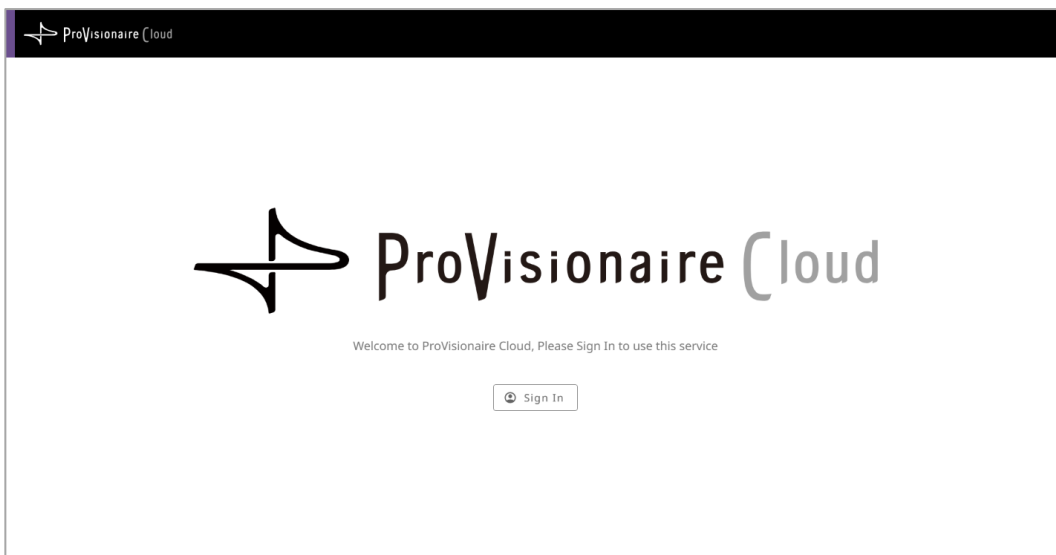 ProVisionaire Cloud
ProVisionaire Cloud
Welcome to ProVisionaire Cloud, Please Sign In to use this service
Sign In